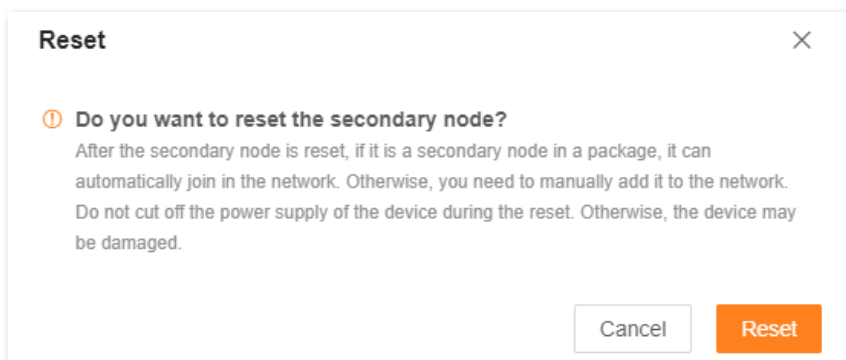 Reset
Do you want to reset the secondary node?
After the secondary node is reset, if it is a secondary node in a package, it can
automatically join in the network. Otherwise, you need to manually add it to the network.
Do not cut off the power supply of the device during the reset. Otherwise, the device may
be damaged.
Cancel Reset